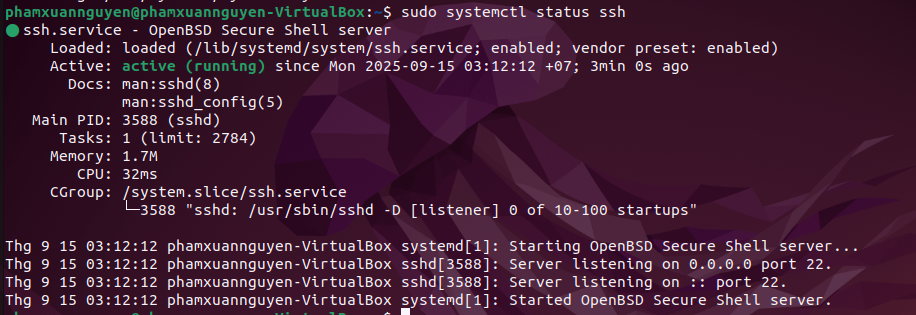 phamxuannguyen@phamxuannguyen-VirtualBox:~$ sudo systemctl status ssh
● ssh.service - OpenBSD Secure Shell server
Loaded: loaded (/lib/systemd/system/ssh.service; enabled; vendor preset: enabled)
Active: active (running) since Mon 2025-09-15 03:12:12 +07; 3min 0s ago
Docs: man:sshd(8)
man:sshd_config(5)
Main PID: 3588 (sshd)
Tasks: 1 (limit: 2784)
Memory: 1.7M
CPU: 32ms
CGroup: /system.slice/ssh.service
└─3588 "sshd: /usr/sbin/sshd -D [listener] 0 of 10-100 startups"
Thg 9 15 03:12:12 phamxuannguyen-VirtualBox systemd[1]: Starting OpenBSD Secure Shell server...
Thg 9 15 03:12:12 phamxuannguyen-VirtualBox sshd[3588]: Server listening on 0.0.0.0 port 22.
Thg 9 15 03:12:12 phamxuannguyen-VirtualBox sshd[3588]: Server listening on :: port 22.
Thg 9 15 03:12:12 phamxuannguyen-VirtualBox systemd[1]: Started OpenBSD Secure Shell server.